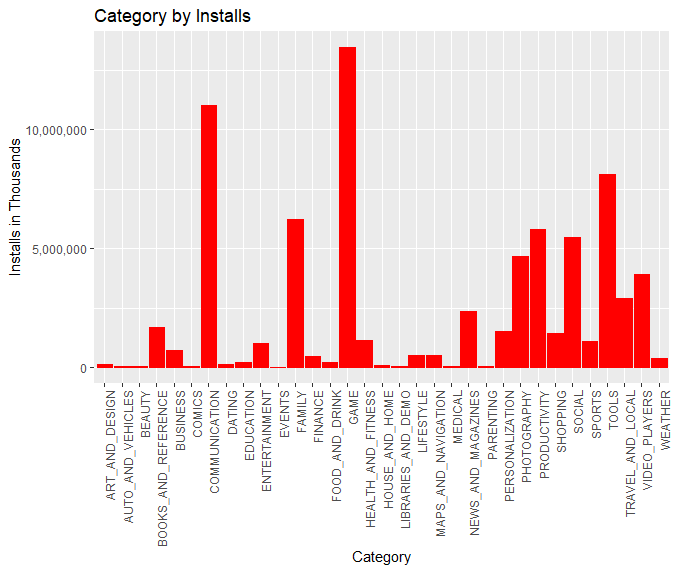 Category by Installs
Installs in Thousands
10,000,000
5,000,000
0
ART_AND_DESIGN
AUTO_AND_VEHICLES
BEAUTY
BOOKS_AND_REFERENCE
BUSINESS
COMICS
COMMUNICATION
DATING
EDUCATION
ENTERTAINMENT
EVENTS
FAMILY
FINANCE
FOOD_AND_DRINK
GAME
HEALTH_AND_FITNESS
HOUSE_AND_HOME
LIBRARIES_AND_DEMO
LIFESTYLE
MAPS_AND_NAVIGATION
MEDICAL
NEWS_AND_MAGAZINES
PARENTING
PERSONALIZATION
PHOTOGRAPHY
PRODUCTIVITY
SHOPPING
SOCIAL
SPORTS
TOOLS
TRAVEL_AND_LOCAL
VIDEO_PLAYERS
WEATHER
Category